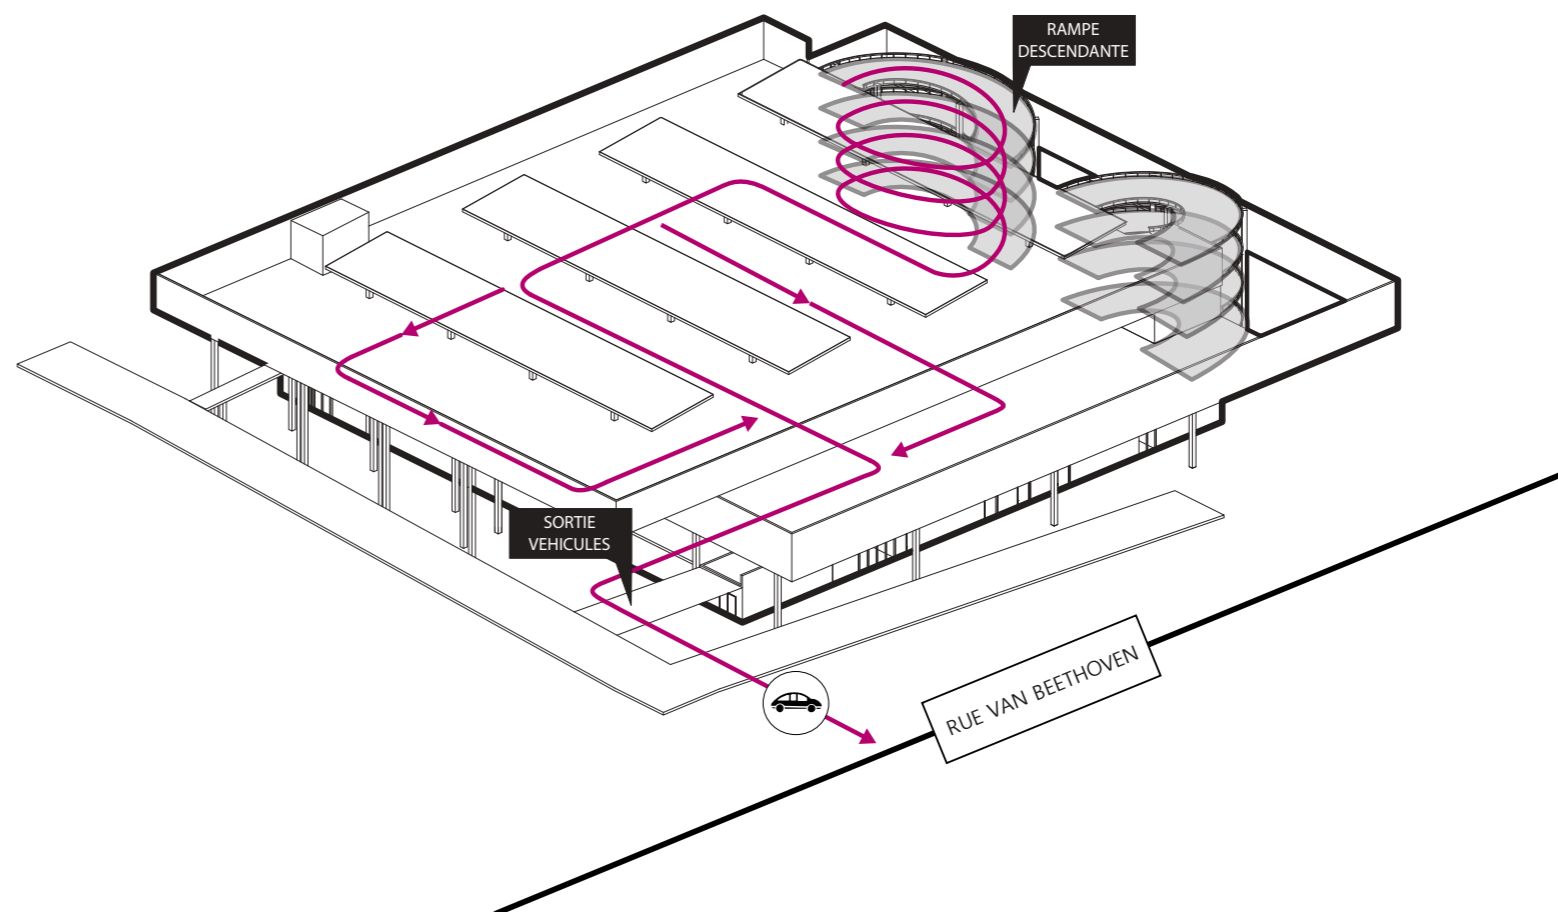 RAMPE
DESCENDANTE
SORTIE
VEHICULES
RUE VAN BEETHOVEN